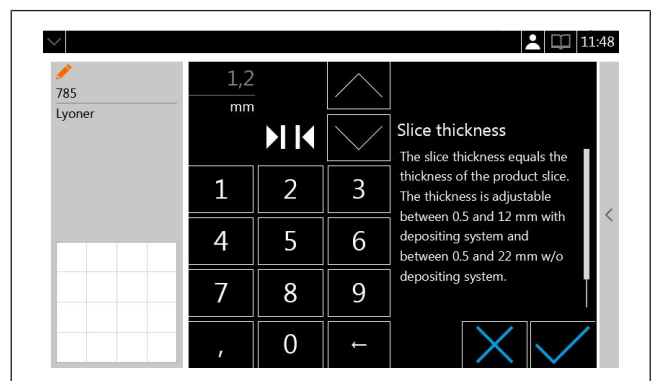 11:48
785
Lyoner
1,2
mm
Slice thickness
The slice thickness equals the
thickness of the product slice.
The thickness is adjustable
between 0.5 and 12 mm with
depositing system and
between 0.5 and 22 mm w/o
depositing system.
1 2 3
4 5 6
7 8 9
, 0 ←